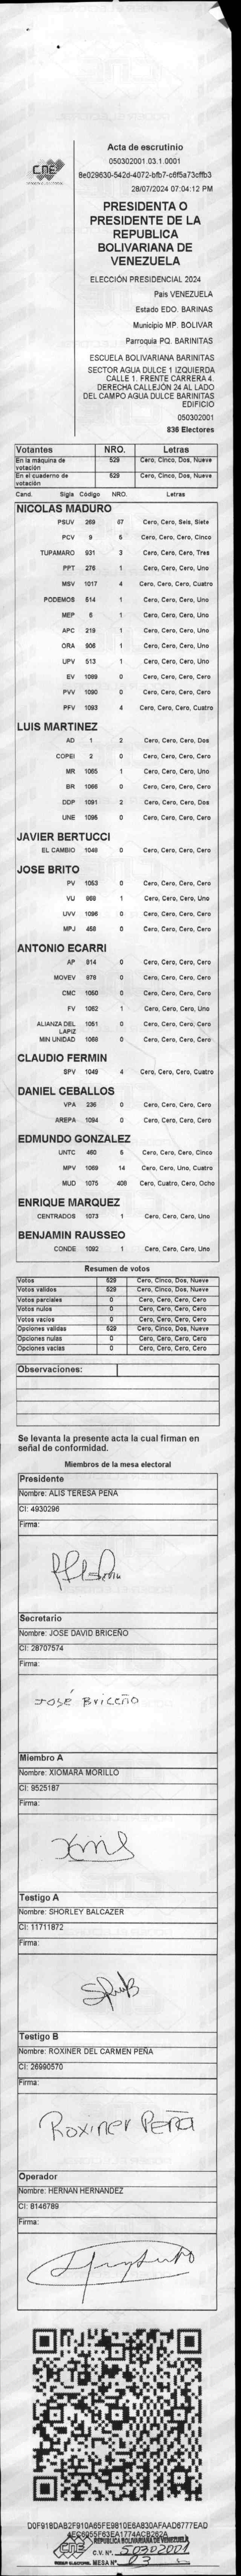 CNE
PODER ELECTORAL
Acta de escrutinio
050302001.03.1.0001
8e029630-542d-4072-bfb7-c6f5a73cffb3
28/07/2024 07:04:12 PM
PRESIDENTA O
PRESIDENTE DE LA
REPUBLICA
BOLIVARIANA DE
VENEZUELA
ELECCIÓN PRESIDENCIAL 2024
País VENEZUELA
Estado EDO. BARINAS
Municipio MP. BOLIVAR
Parroquia PQ. BARINITAS
ESCUELA BOLIVARIANA BARINITAS
SECTOR AGUA DULCE 1 IZQUIERDA
CALLE 1. FRENTE CARRERA 4.
DERECHA CALLEJÓN 24 AL LADO
DEL CAMPO AGUA DULCE BARINITAS
EDIFICIO
050302001
836 Electores
Votantes NRO. Letras
En la máquina de votación 529 Cero, Cinco, Dos, Nueve
En el cuaderno de votación 529 Cero, Cinco, Dos, Nueve
Cand. Sigla Código NRO. Letras
NICOLAS MADURO
PSUV 269 67 Cero, Cero, Seis, Siete
PCV 9 5 Cero, Cero, Cero, Cinco
TUPAMARO 931 3 Cero, Cero, Cero, Tres
PPT 276 1 Cero, Cero, Cero, Uno
MSV 1017 4 Cero, Cero, Cero, Cuatro
PODEMOS 514 1 Cero, Cero, Cero, Uno
MEP 6 1 Cero, Cero, Cero, Uno
APC 219 1 Cero, Cero, Cero, Uno
ORA 906 1 Cero, Cero, Cero, Uno
UPV 513 1 Cero, Cero, Cero, Uno
EV 1089 0 Cero, Cero, Cero, Cero
PVV 1090 0 Cero, Cero, Cero, Cero
PFV 1093 4 Cero, Cero, Cero, Cuatro
LUIS MARTINEZ
AD 1 2 Cero, Cero, Cero, Dos
COPEI 2 0 Cero, Cero, Cero, Cero
MR 1065 1 Cero, Cero, Cero, Uno
BR 1066 0 Cero, Cero, Cero, Cero
DDP 1091 2 Cero, Cero, Cero, Dos
UNE 1095 0 Cero, Cero, Cero, Cero
JAVIER BERTUCCI
EL CAMBIO 1048 0 Cero, Cero, Cero, Cero
JOSE BRITO
PV 1053 0 Cero, Cero, Cero, Cero
VU 968 1 Cero, Cero, Cero, Uno
UVV 1096 0 Cero, Cero, Cero, Cero
MPJ 458 0 Cero, Cero, Cero, Cero
ANTONIO ECARRI
AP 914 0 Cero, Cero, Cero, Cero
MOVEV 978 0 Cero, Cero, Cero, Cero
CMC 1050 0 Cero, Cero, Cero, Cero
FV 1062 1 Cero, Cero, Cero, Uno
ALIANZA DEL LAPIZ 1051 0 Cero, Cero, Cero, Cero
MIN UNIDAD 1068 0 Cero, Cero, Cero, Cero
CLAUDIO FERMIN
SPV 1049 4 Cero, Cero, Cero, Cuatro
DANIEL CEBALLOS
VPA 236 0 Cero, Cero, Cero, Cero
AREPA 1094 0 Cero, Cero, Cero, Cero
EDMUNDO GONZALEZ
UNTC 460 5 Cero, Cero, Cero, Cinco
MPV 1069 14 Cero, Cero, Uno, Cuatro
MUD 1075 408 Cero, Cuatro, Cero, Ocho
ENRIQUE MARQUEZ
CENTRADOS 1073 1 Cero, Cero, Cero, Uno
BENJAMIN RAUSSEO
CONDE 1092 1 Cero, Cero, Cero, Uno
Resumen de votos
Votos 529 Cero, Cinco, Dos, Nueve
Votos validos 529 Cero, Cinco, Dos, Nueve
Votos parciales 0 Cero, Cero, Cero, Cero
Votos nulos 0 Cero, Cero, Cero, Cero
Votos vacíos 0 Cero, Cero, Cero, Cero
Opciones validas 529 Cero, Cinco, Dos, Nueve
Opciones nulas 0 Cero, Cero, Cero, Cero
Opciones vacías 0 Cero, Cero, Cero, Cero
Observaciones:
Se levanta la presente acta la cual firman en
señal de conformidad.
Miembros de la mesa electoral
Presidente
Nombre: ALIS TERESA PEÑA
CI: 4930296
Firma:
Secretario
Nombre: JOSE DAVID BRICEÑO
CI: 28707574
Firma:
José Briceño
Miembro A
Nombre: XIOMARA MORILLO
CI: 9525187
Firma:
Testigo A
Nombre: SHORLEY BALCAZER
CI: 11711872
Firma:
Testigo B
Nombre: ROXINER DEL CARMEN PEÑA
CI: 26990570
Firma:
Roxiner Peña
Operador
Nombre: HERNAN HERNANDEZ
CI: 8146789
Firma:
D0F918DAB2F910A65FE9810E6A830AFAAD6777EAD
AEC6955F63EA1774ACB262A
CNE
REPÚBLICA BOLIVARIANA DE VENEZUELA
C.V. Nº. 50302001
PODER ELECTORAL MESA Nº 03